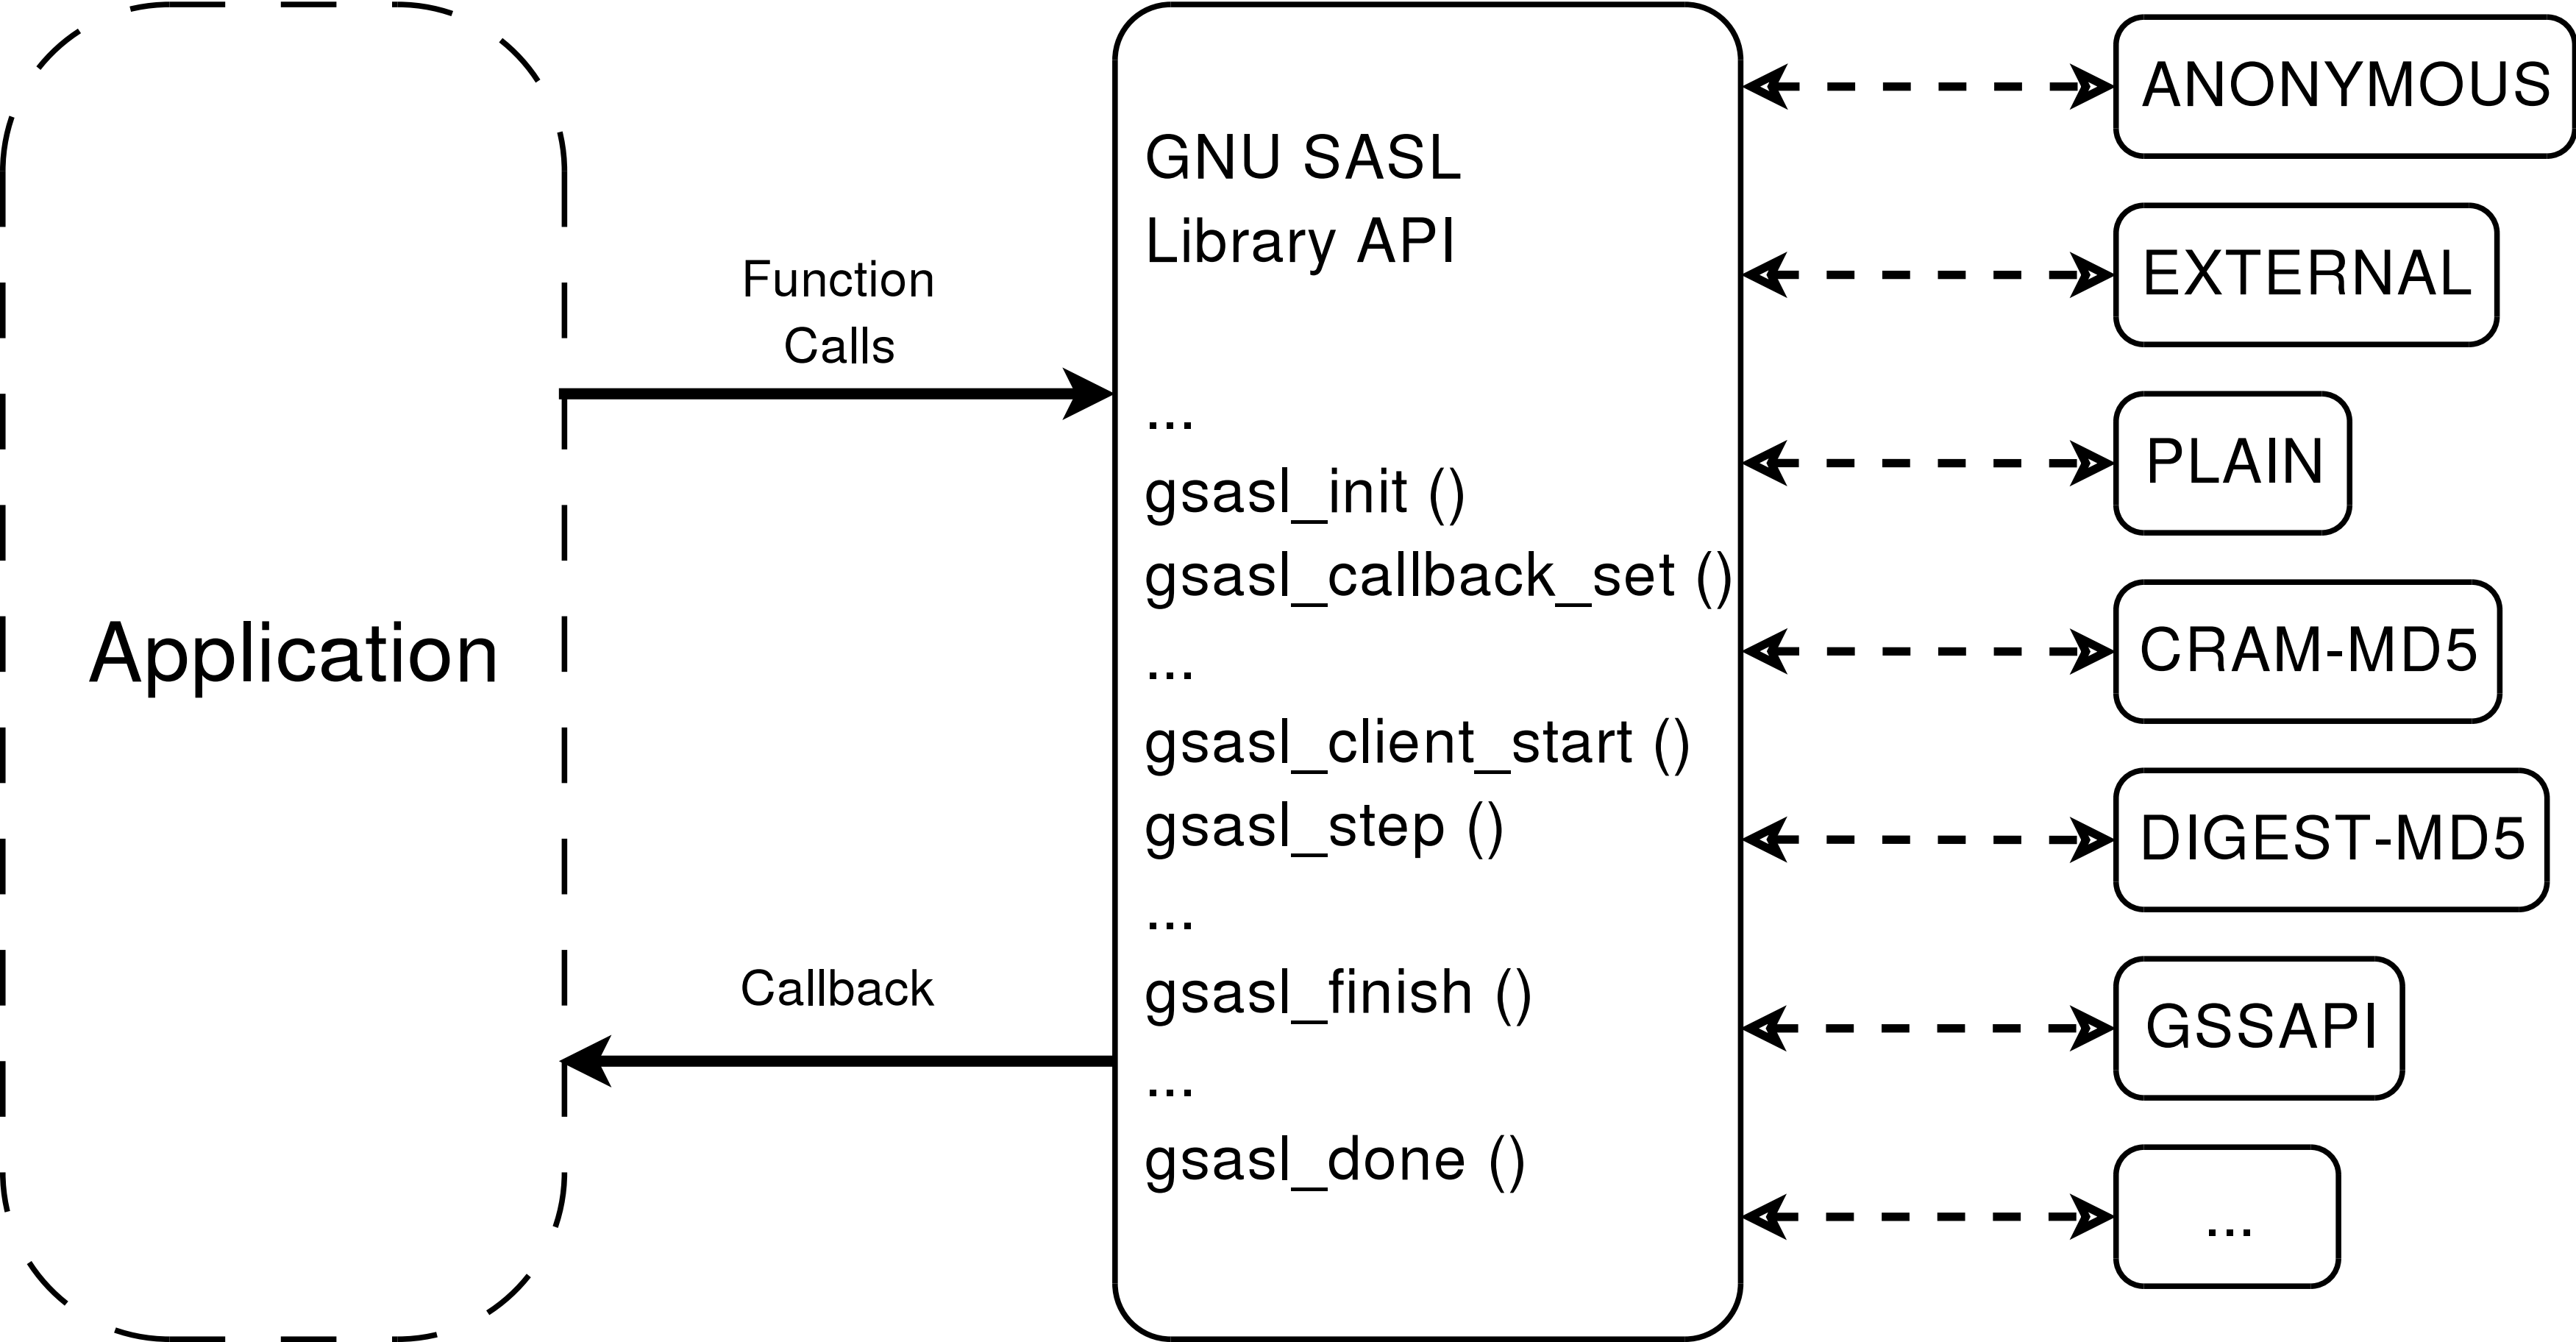 Application
Function
Calls
Callback
GNU SASL
Library API
...
gsasl_init ()
gsasl_callback_set ()
...
gsasl_client_start ()
gsasl_step ()
...
gsasl_finish ()
...
gsasl_done ()
ANONYMOUS
EXTERNAL
PLAIN
CRAM-MD5
DIGEST-MD5
GSSAPI
...